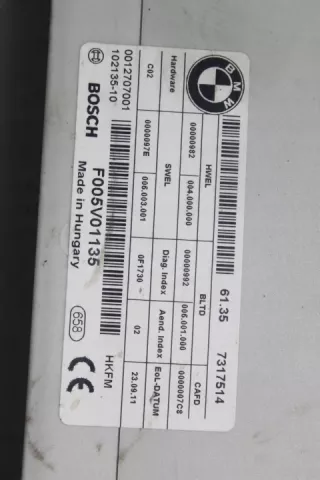 BMW
61.35 7317514
HWEL BLTD CAFD
00000982 00000992 0000007C8
004.000.000 006.001.000
Hardware SWEL Diag. Index Aend. Index EoL-DATUM
C02 0000097E 0F1730 02 23.09.11
006.003.001
0012707001
102135-10
BOSCH F005V01135 HKFM
Made in Hungary 658 CE